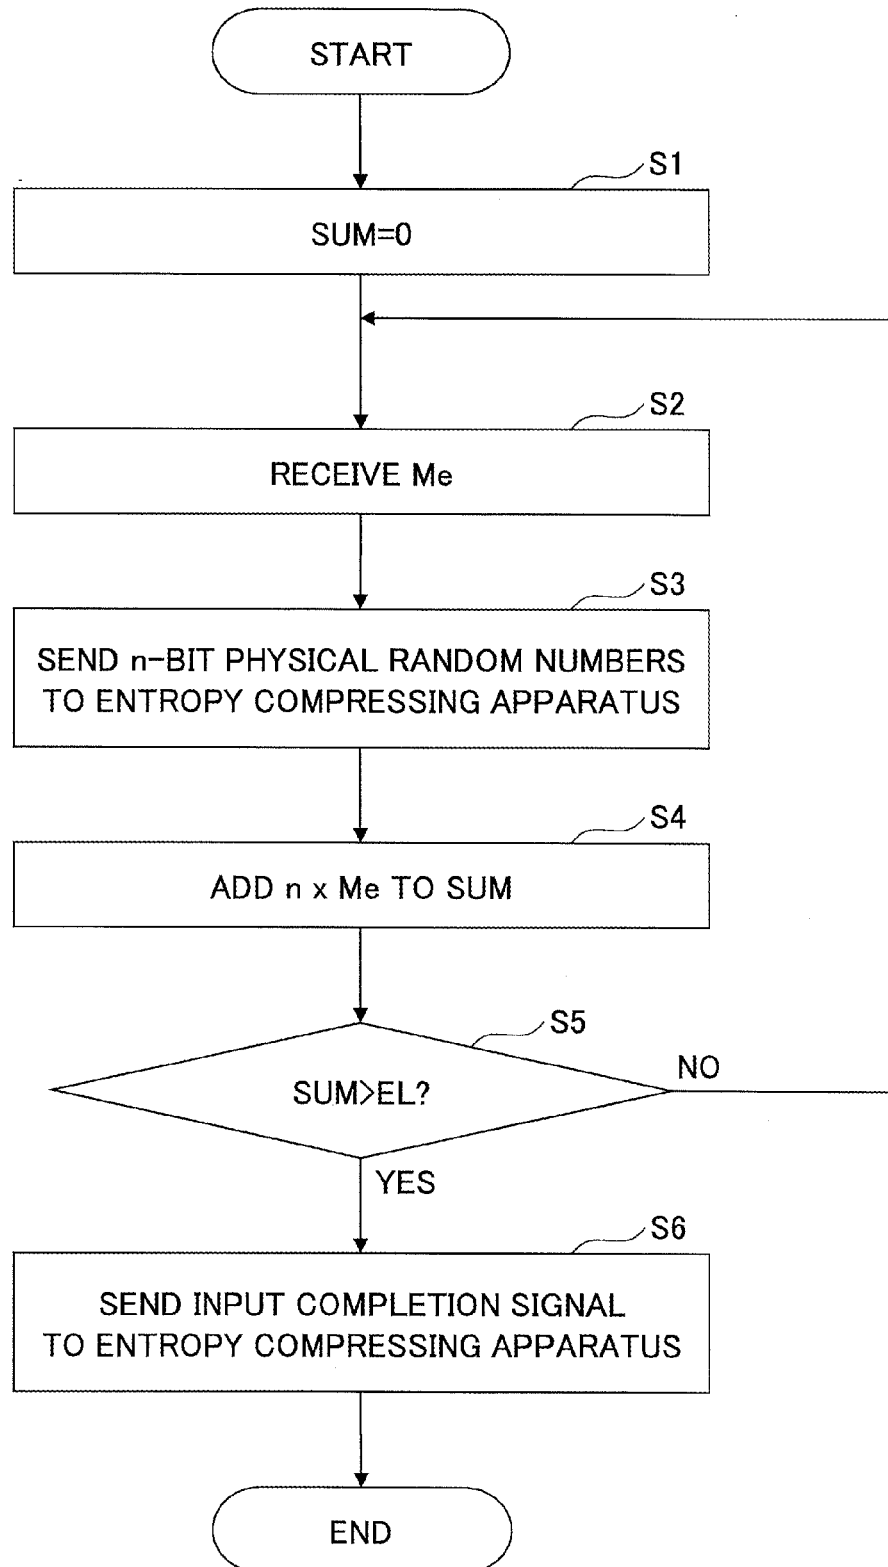 START
S1
SUM=0
S2
RECEIVE Me
S3
SEND n-BIT PHYSICAL RANDOM NUMBERS
TO ENTROPY COMPRESSING APPARATUS
S4
ADD n x Me TO SUM
S5
SUM>EL?
NO
YES
S6
SEND INPUT COMPLETION SIGNAL
TO ENTROPY COMPRESSING APPARATUS
END